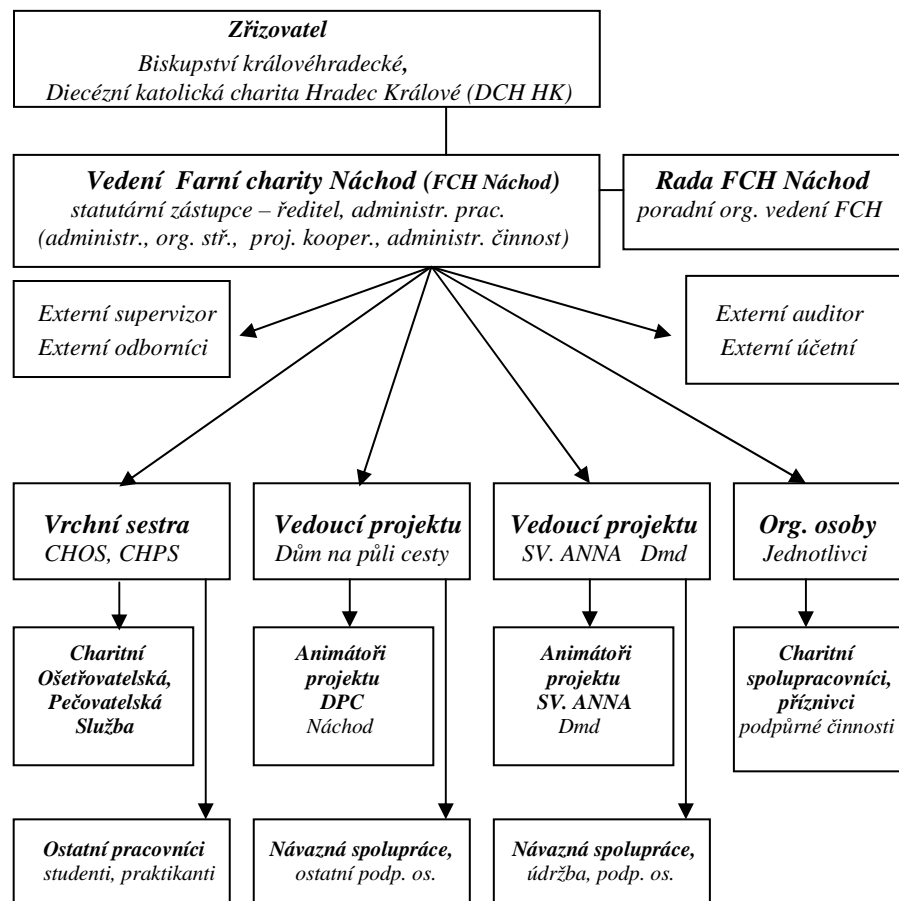 Zřizovatel
Biskupství královéhradecké,
Diecézní katolická charita Hradec Králové (DCH HK)
Vedení Farní charity Náchod (FCH Náchod)
statutární zástupce – ředitel, administr. prac.
(administr., org. stř., proj. kooper., administr. činnost)
Rada FCH Náchod
poradní org. vedení FCH
Externí supervizor
Externí odborníci
Externí auditor
Externí účetní
Vrchní sestra
CHOS, CHPS
Vedoucí projektu
Dům na půli cesty
Vedoucí projektu
SV. ANNA Dmd
Org. osoby
Jednotlivci
Charitní
Ošetřovatelská,
Pečovatelská
Služba
Animátoři
projektu
DPC
Náchod
Animátoři
projektu
SV. ANNA
Dmd
Charitní
spolupracovníci,
příznivci
podpůrné činnosti
Ostatní pracovníci
studenti, praktikanti
Návazná spolupráce,
ostatní podp. os.
Návazná spolupráce,
údržba, podp. os.